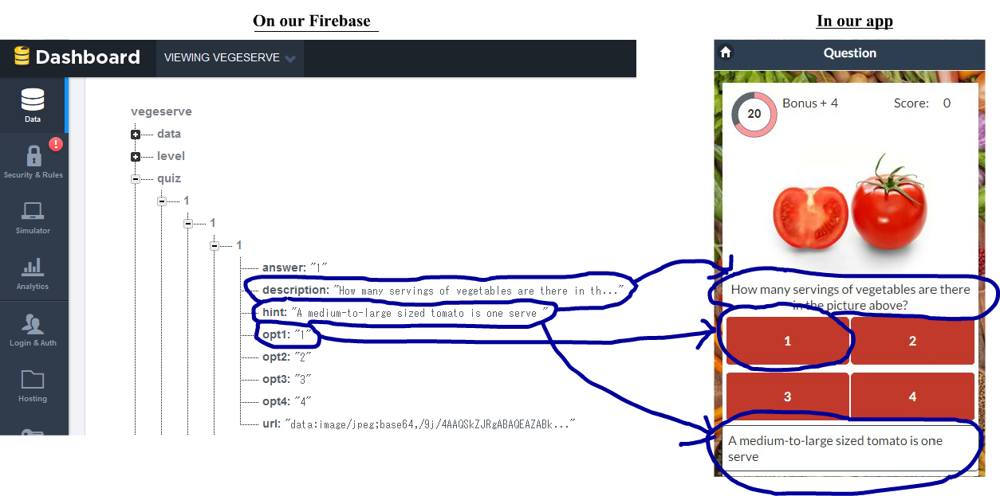 On our Firebase
In our app
Dashboard
VIEWING VEGESERVE
Data
Security & Rules
Simulator
Analytics
Login & Auth
Hosting
vegeserve
data
level
quiz
1
1
1
answer: "1"
description: "How many servings of vegetables are there in th..."
hint: "A medium-to-large sized tomato is one serve "
opt1: "1"
opt2: "2"
opt3: "3"
opt4: "4"
url: "data:image/jpeg;base64,/9j/4AAQSkZJRgABAQEAZABk..."
Question
20
Bonus + 4
Score: 0
How many servings of vegetables are there
in the picture above?
1
2
3
4
A medium-to-large sized tomato is one
serve